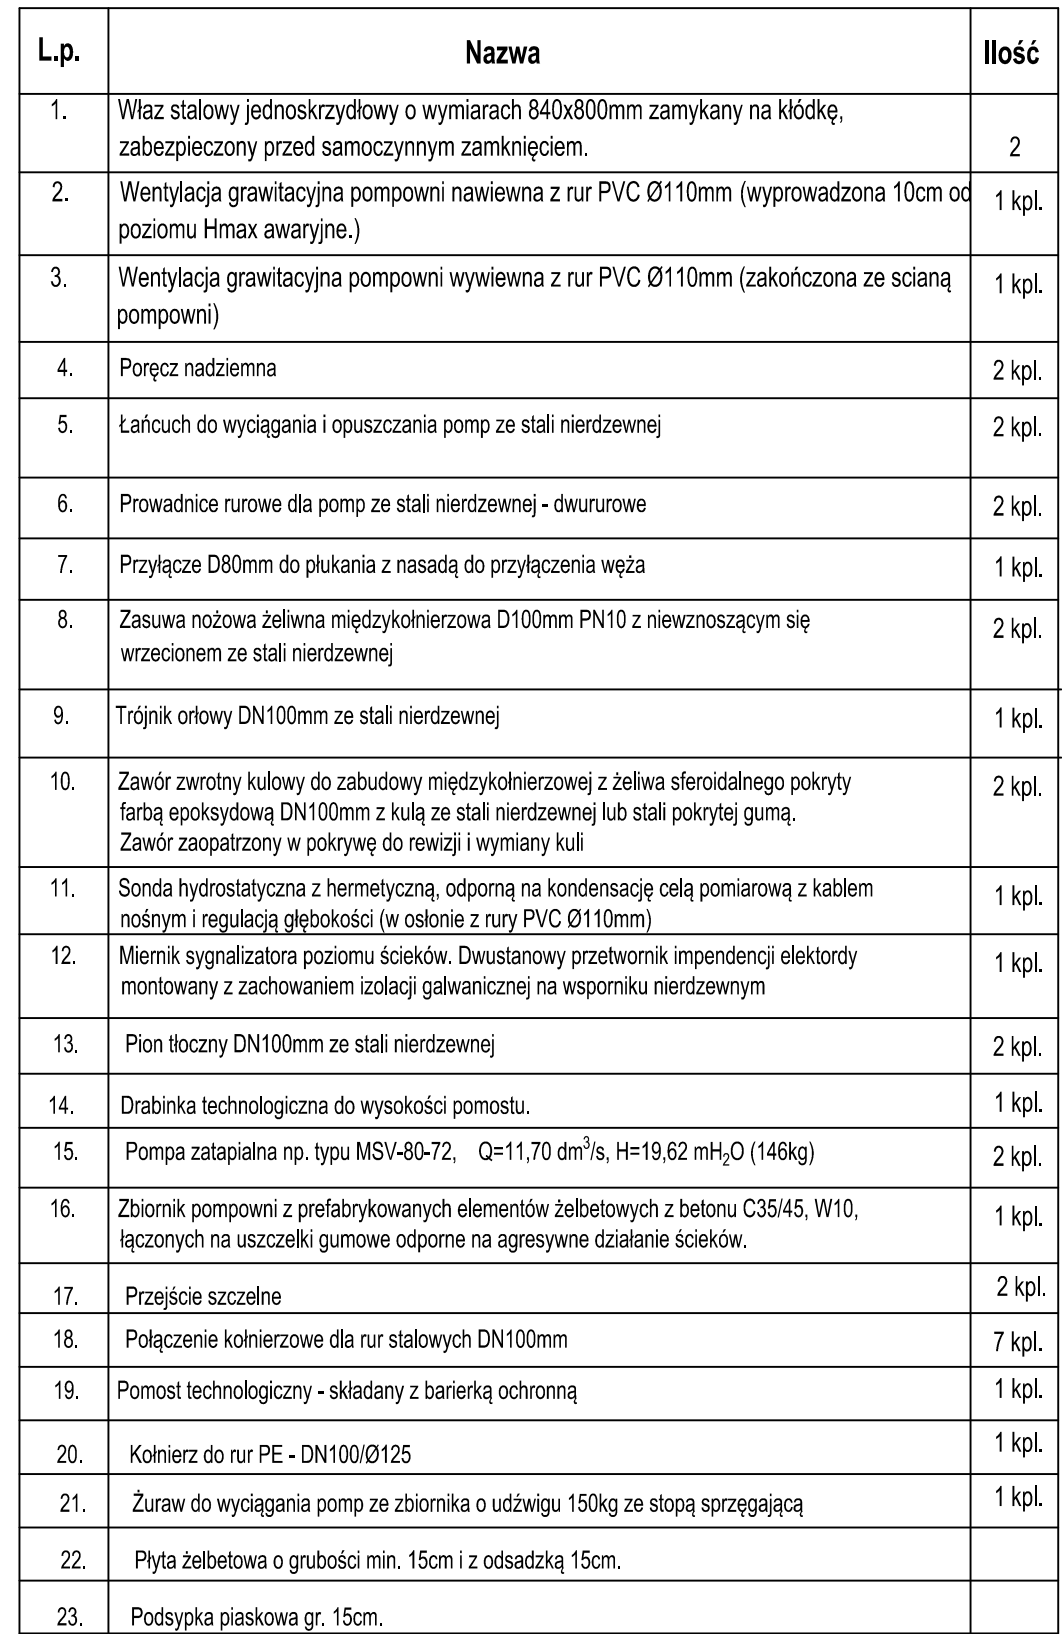 L.p. Nazwa Ilość
1. Właz stalowy jednoskrzydłowy o wymiarach 840x800mm zamykany na kłódkę,
zabezpieczony przed samoczynnym zamknięciem. 2
2. Wentylacja grawitacyjna pompowni nawiewna z rur PVC Ø110mm (wyprowadzona 10cm od 1 kpl.
poziomu Hmax awaryjne.)
3. Wentylacja grawitacyjna pompowni wywiewna z rur PVC Ø110mm (zakończona ze scianą 1 kpl.
pompowni)
4. Poręcz nadziemna 2 kpl.
5. Łańcuch do wyciągania i opuszczania pomp ze stali nierdzewnej 2 kpl.
6. Prowadnice rurowe dla pomp ze stali nierdzewnej - dwururowe 2 kpl.
7. Przyłącze D80mm do płukania z nasadą do przyłączenia węża 1 kpl.
8. Zasuwa nożowa żeliwna międzykołnierzowa D100mm PN10 z niewznoszącym się 2 kpl.
wrzecionem ze stali nierdzewnej
9. Trójnik orłowy DN100mm ze stali nierdzewnej 1 kpl.
10. Zawór zwrotny kulowy do zabudowy międzykołnierzowej z żeliwa sferoidalnego pokryty 2 kpl.
farbą epoksydową DN100mm z kulą ze stali nierdzewnej lub stali pokrytej gumą.
Zawór zaopatrzony w pokrywę do rewizji i wymiany kuli
11. Sonda hydrostatyczna z hermetyczną, odporną na kondensację celą pomiarową z kablem 1 kpl.
nośnym i regulacją głębokości (w osłonie z rury PVC Ø110mm)
12. Miernik sygnalizatora poziomu ścieków. Dwustanowy przetwornik impendencji elektordy 1 kpl.
montowany z zachowaniem izolacji galwanicznej na wsporniku nierdzewnym
13. Pion tłoczny DN100mm ze stali nierdzewnej 2 kpl.
14. Drabinka technologiczna do wysokości pomostu. 1 kpl.
15. Pompa zatapialna np. typu MSV-80-72, Q=11,70 dm³/s, H=19,62 mH₂O (146kg) 2 kpl.
16. Zbiornik pompowni z prefabrykowanych elementów żelbetowych z betonu C35/45, W10, 1 kpl.
łączonych na uszczelki gumowe odporne na agresywne działanie ścieków.
17. Przejście szczelne 2 kpl.
18. Połączenie kołnierzowe dla rur stalowych DN100mm 7 kpl.
19. Pomost technologiczny - składany z barierką ochronną 1 kpl.
20. Kołnierz do rur PE - DN100/Ø125 1 kpl.
21. Żuraw do wyciągania pomp ze zbiornika o udźwigu 150kg ze stopą sprzęgającą 1 kpl.
22. Płyta żelbetowa o grubości min. 15cm i z odsadzką 15cm.
23. Podsypka piaskowa gr. 15cm.